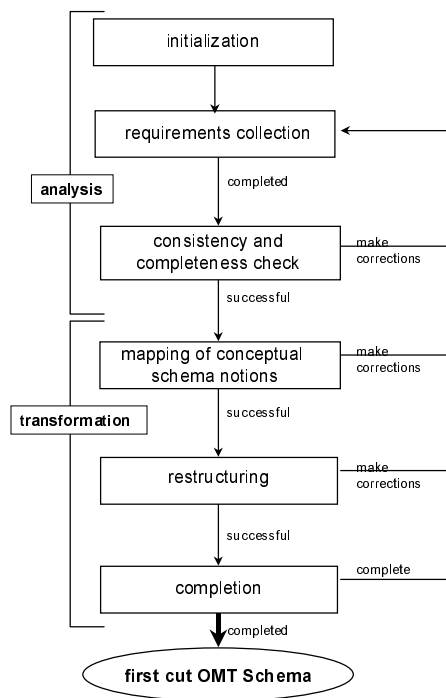 initialization
requirements collection
completed
analysis
consistency and
completeness check
make
corrections
successful
mapping of conceptual
schema notions
make
corrections
transformation
successful
restructuring
make
corrections
successful
completion
complete
completed
first cut OMT Schema